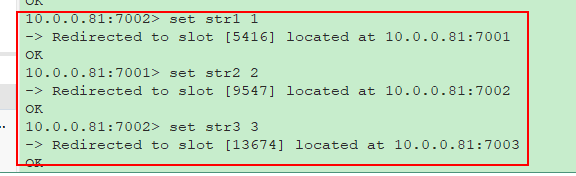 OK
10.0.0.81:7002> set str1 1
-> Redirected to slot [5416] located at 10.0.0.81:7001
OK
10.0.0.81:7001> set str2 2
-> Redirected to slot [9547] located at 10.0.0.81:7002
OK
10.0.0.81:7002> set str3 3
-> Redirected to slot [13674] located at 10.0.0.81:7003
OK